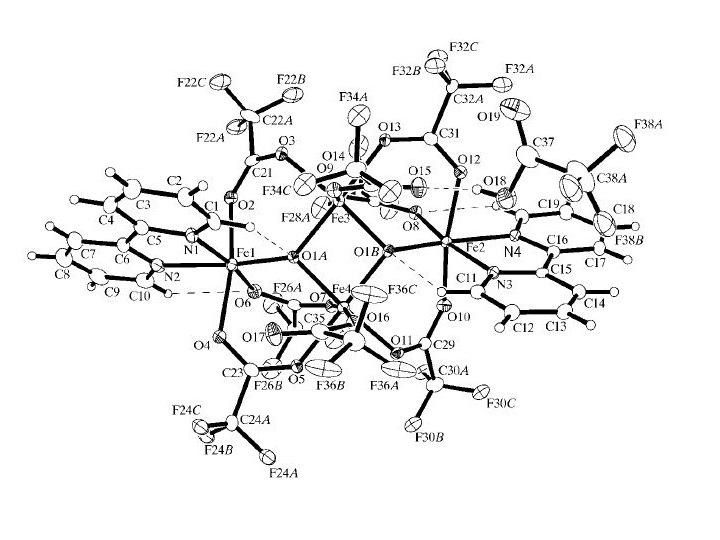 F32C
F32B
F32A
C32A
F22C
F22B
F34A
O19
C22A
F22A
O3
O13
C31
C37
F38A
O14
O9
O15
O12
O18
C38A
C21
F34C
C2
C3
C1
O2
F28A
Fe3
O8
C19
C18
F38B
C4
C5
N1
Fe1
O1A
O1B
Fe2
N4
C16
C17
C8
C7
C6
N2
C9
C10
O6
F26A
O7
Fe4
F36C
C11
N3
C15
C14
O10
C12
C13
O16
O17
C35
O4
O11
C29
C23
O5
F26B
F36B
F36A
C30A
F30C
F24C
C24A
F24B
F24A
F30B